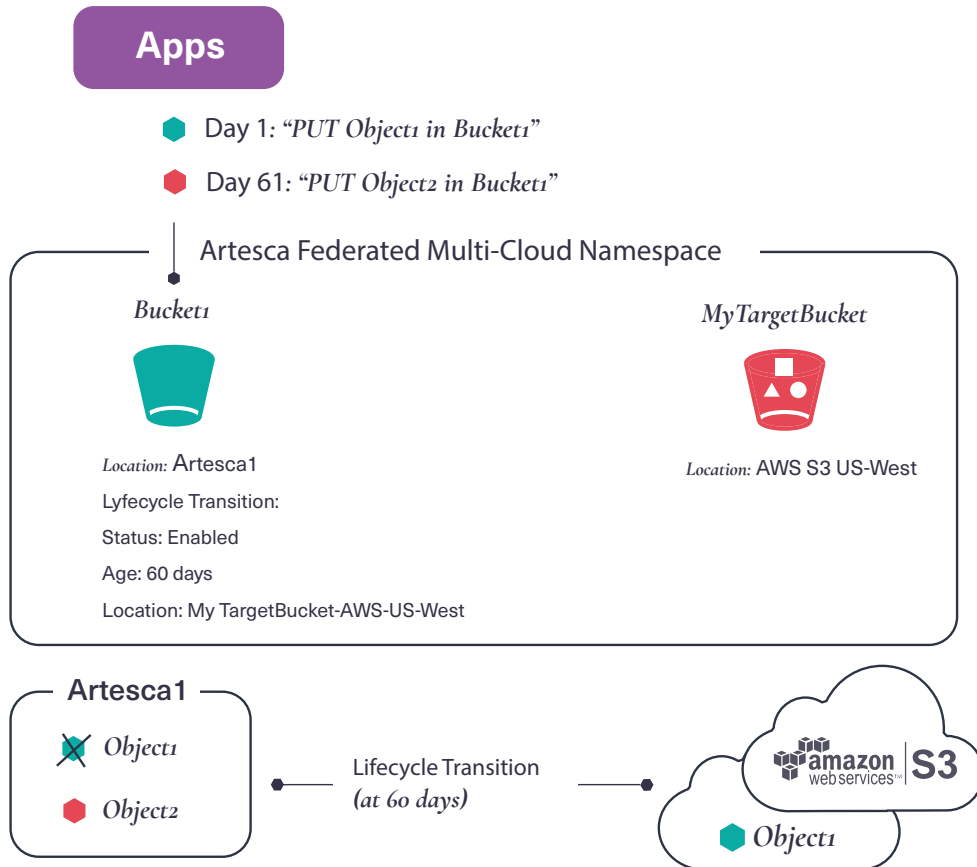 Apps
Day 1: “PUT Object1 in Bucket1”
Day 61: “PUT Object2 in Bucket1”
Artesca Federated Multi-Cloud Namespace
Bucket1
MyTargetBucket
Location: Artesca1
Lyfecycle Transition:
Status: Enabled
Age: 60 days
Location: My TargetBucket-AWS-US-West
Location: AWS S3 US-West
Artesca1
Object1
Object2
Lifecycle Transition
(at 60 days)
amazon
webservices™
S3
Object1